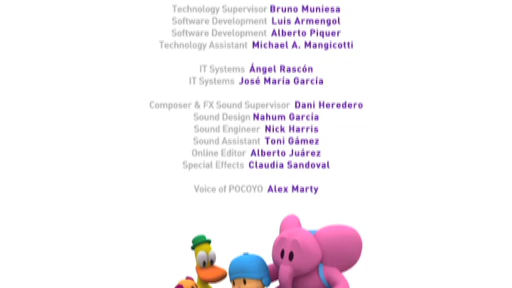 Technology Supervisor Bruno Muniesa
Software Development Luis Armengol
Software Development Alberto Piquer
Technology Assistant Michael A. Mangicotti
IT Systems Ángel Rascón
IT Systems José María García
Composer & FX Sound Supervisor Dani Heredero
Sound Design Nahum García
Sound Engineer Nick Harris
Sound Assistant Toni Gámez
Online Editor Alberto Juárez
Special Effects Claudia Sandoval
Voice of POCOYO Alex Marty